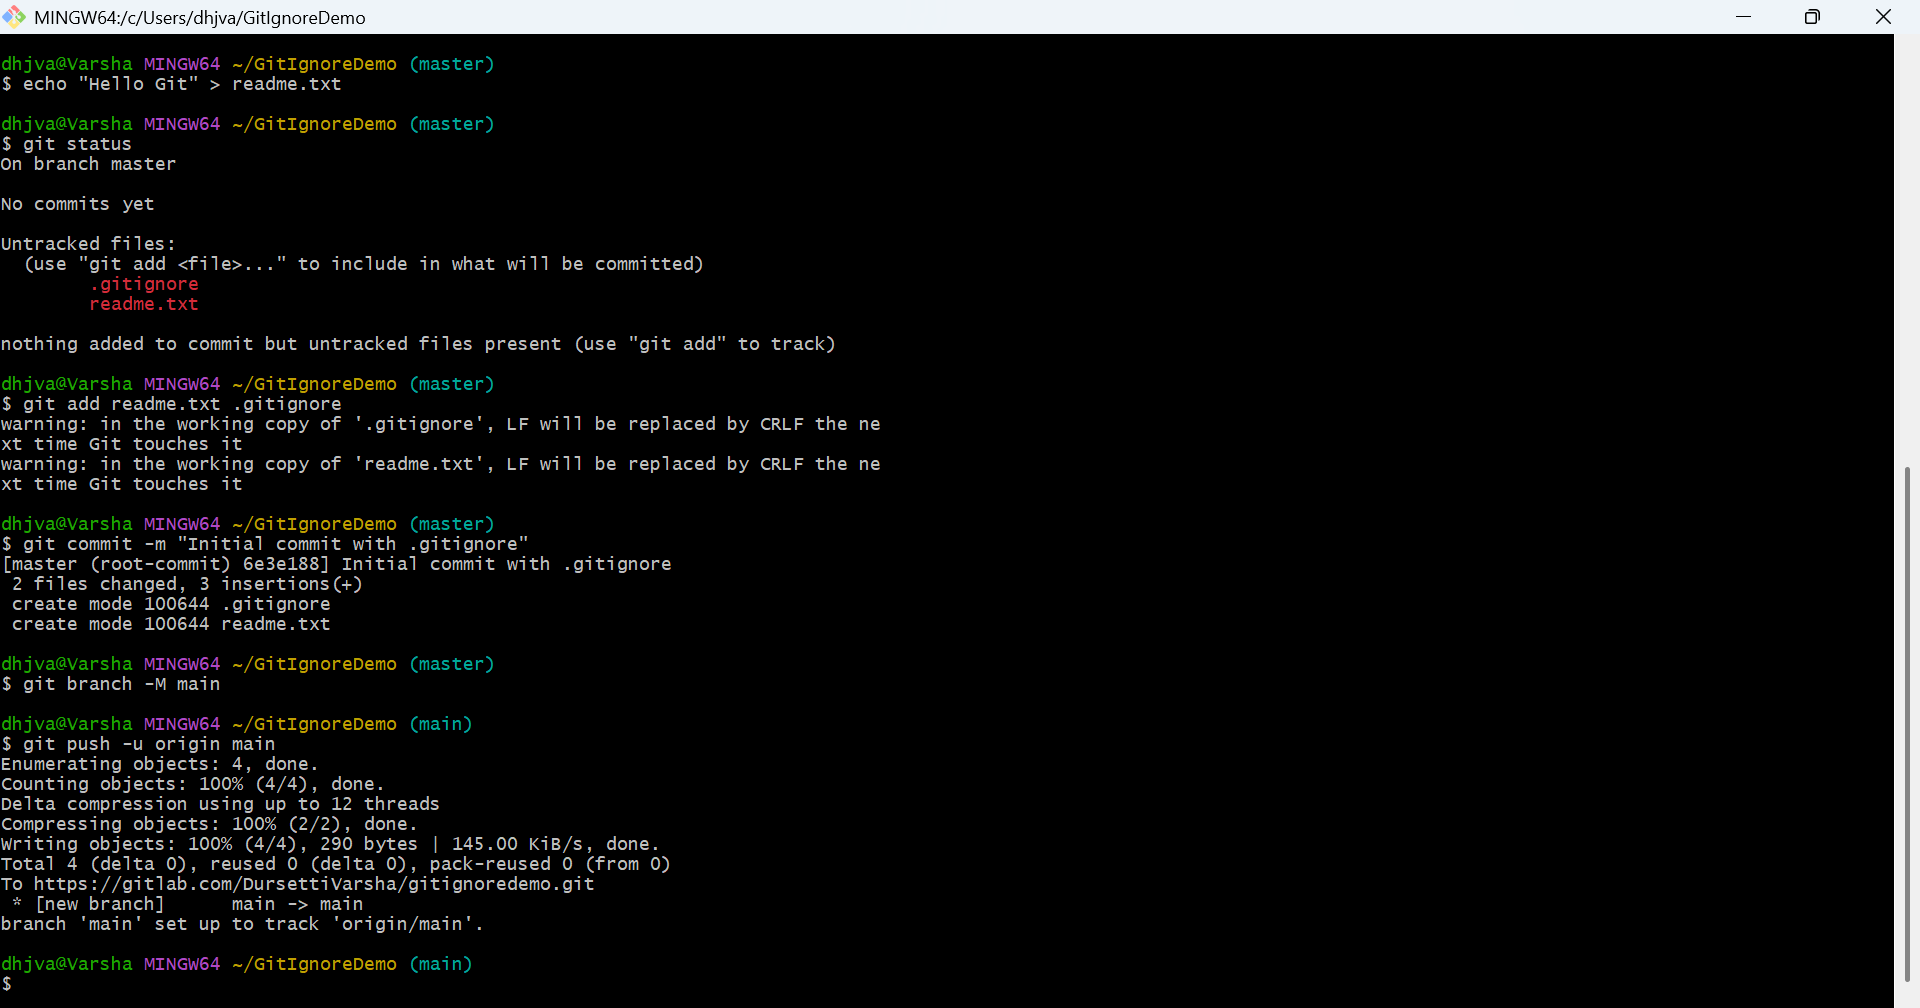 MINGW64:/c/Users/dhjva/GitIgnoreDemo
dhjva@Varsha MINGW64 ~/GitIgnoreDemo (master)
$ echo "Hello Git" > readme.txt
dhjva@Varsha MINGW64 ~/GitIgnoreDemo (master)
$ git status
On branch master
No commits yet
Untracked files:
  (use "git add <file>..." to include in what will be committed)
        .gitignore
        readme.txt
nothing added to commit but untracked files present (use "git add" to track)
dhjva@Varsha MINGW64 ~/GitIgnoreDemo (master)
$ git add readme.txt .gitignore
warning: in the working copy of '.gitignore', LF will be replaced by CRLF the ne
xt time Git touches it
warning: in the working copy of 'readme.txt', LF will be replaced by CRLF the ne
xt time Git touches it
dhjva@Varsha MINGW64 ~/GitIgnoreDemo (master)
$ git commit -m "Initial commit with .gitignore"
[master (root-commit) 6e3e188] Initial commit with .gitignore
 2 files changed, 3 insertions(+)
 create mode 100644 .gitignore
 create mode 100644 readme.txt
dhjva@Varsha MINGW64 ~/GitIgnoreDemo (master)
$ git branch -M main
dhjva@Varsha MINGW64 ~/GitIgnoreDemo (main)
$ git push -u origin main
Enumerating objects: 4, done.
Counting objects: 100% (4/4), done.
Delta compression using up to 12 threads
Compressing objects: 100% (2/2), done.
Writing objects: 100% (4/4), 290 bytes | 145.00 KiB/s, done.
Total 4 (delta 0), reused 0 (delta 0), pack-reused 0 (from 0)
To https://gitlab.com/DursettiVarsha/gitignoredemo.git
 * [new branch]      main -> main
branch 'main' set up to track 'origin/main'.
dhjva@Varsha MINGW64 ~/GitIgnoreDemo (main)
$